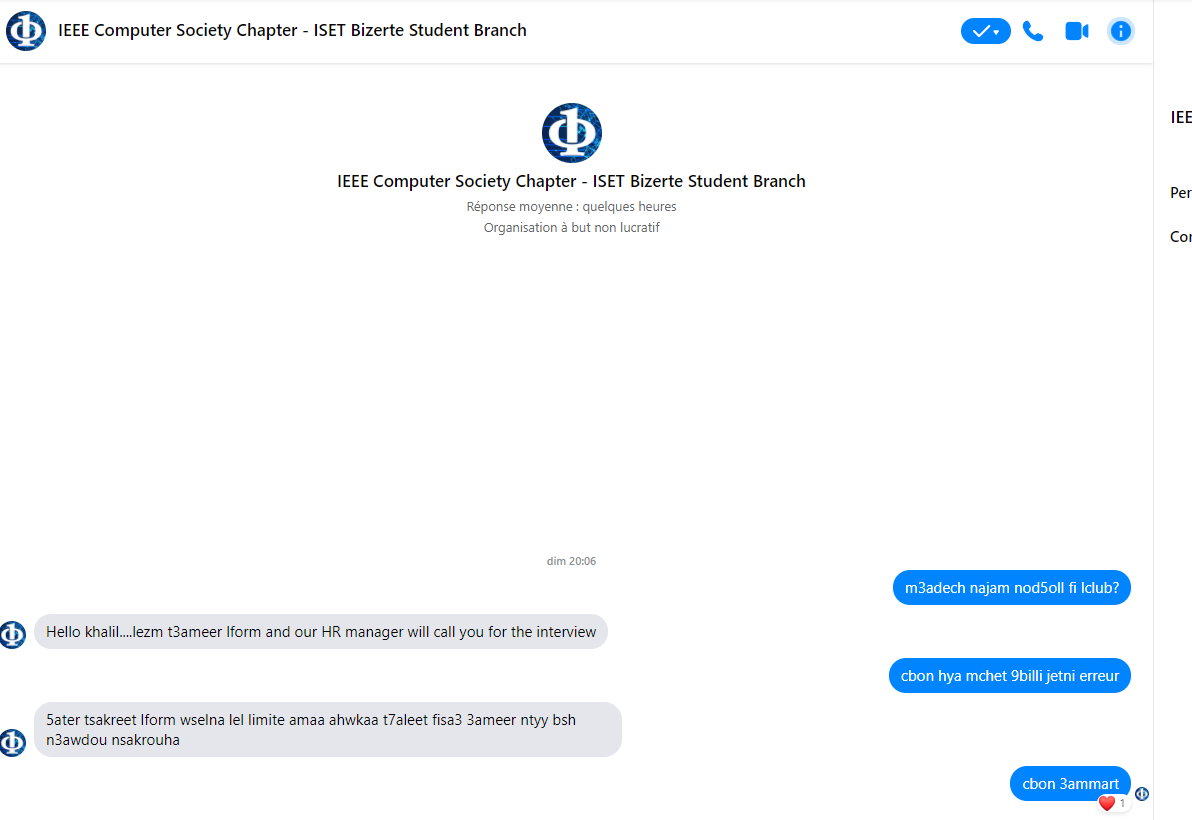 IEEE Computer Society Chapter - ISET Bizerte Student Branch
IEEE Computer Society Chapter - ISET Bizerte Student Branch
Réponse moyenne : quelques heures
Organisation à but non lucratif
IEE
Per
Con
dim 20:06
m3adech najam nod5oll fi lclub?
Hello khalil....lezm t3ameer lform and our HR manager will call you for the interview
cbon hya mchet 9billi jetni erreur
5ater tsakreet lform wselna lel limite amaa ahwkaa t7aleet fisa3 3ameer ntyy bsh
n3awdou nsakrouha
cbon 3ammart
1